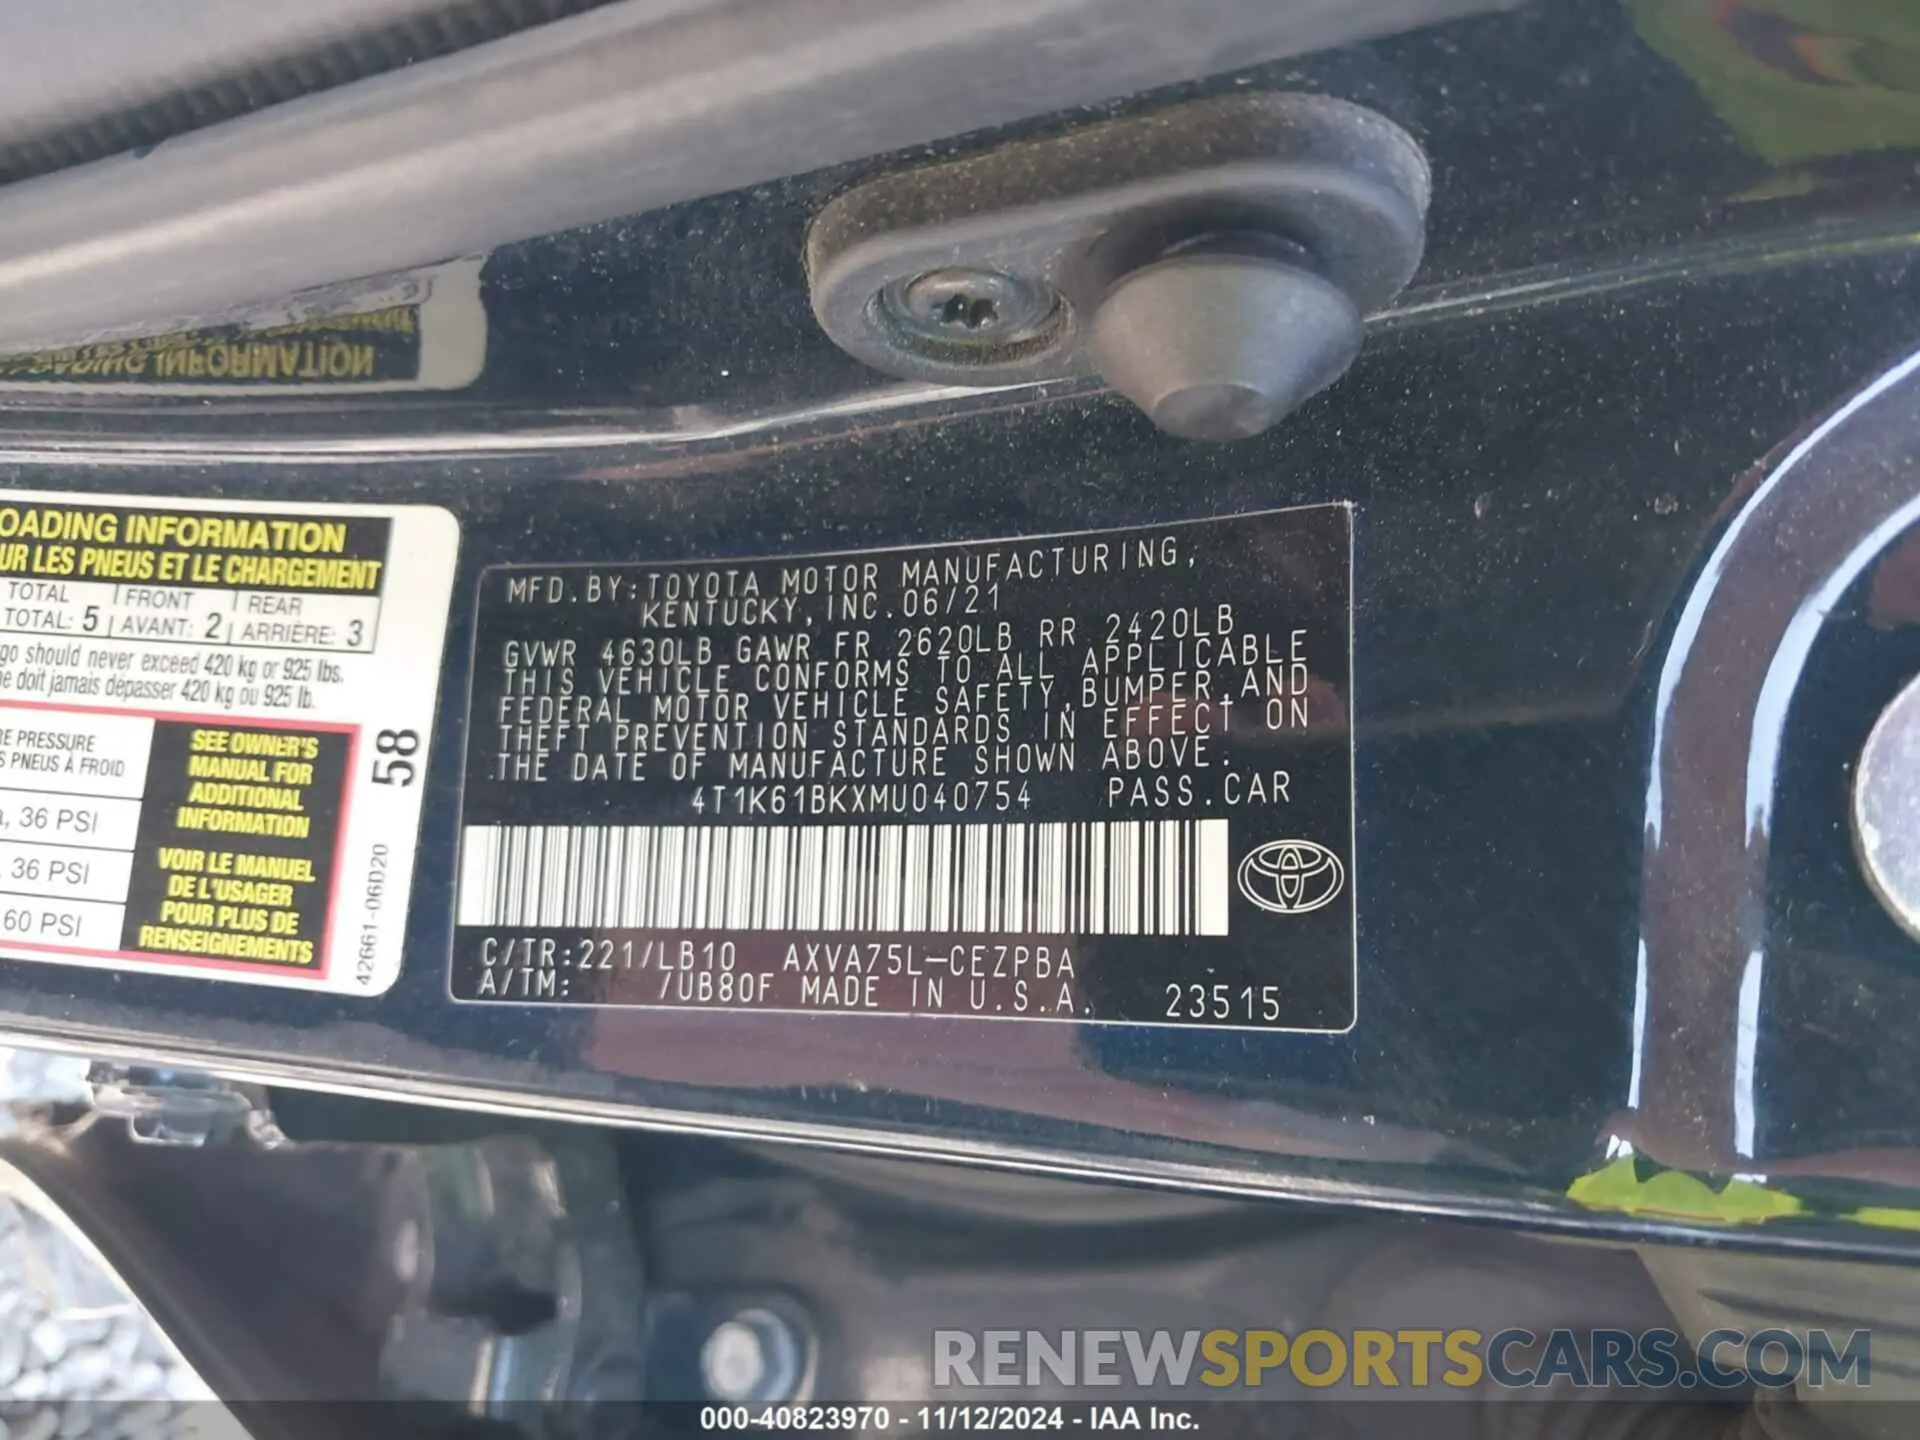 OADING INFORMATION
UR LES PNEUS ET LE CHARGEMENT
TOTAL FRONT REAR
TOTAL: 5 AVANT: 2 ARRIÈRE: 3
go should never exceed 420 kg or 925 lbs.
e doit jamais dépasser 420 kg ou 925 lb.
E PRESSURE
S PNEUS À FROID
, 36 PSI
, 36 PSI
60 PSI
SEE OWNER'S
MANUAL FOR
ADDITIONAL
INFORMATION
VOIR LE MANUEL
DE L'USAGER
POUR PLUS DE
RENSEIGNEMENTS
58
42661-06D20
MFD.BY:TOYOTA MOTOR MANUFACTURING,
KENTUCKY,INC.06/21
GVWR 4630LB GAWR FR 2620LB RR 2420LB
THIS VEHICLE CONFORMS TO ALL APPLICABLE
FEDERAL MOTOR VEHICLE SAFETY,BUMPER,AND
THEFT PREVENTION STANDARDS IN EFFECT ON
THE DATE OF MANUFACTURE SHOWN ABOVE.
4T1K61BKXMU040754 PASS.CAR
C/TR:221/LB10 AXVA75L-CEZPBA
A/TM: /UB80F MADE IN U.S.A. 23515
RENEWSPORTSCARS.COM
000-40823970 - 11/12/2024 - IAA Inc.